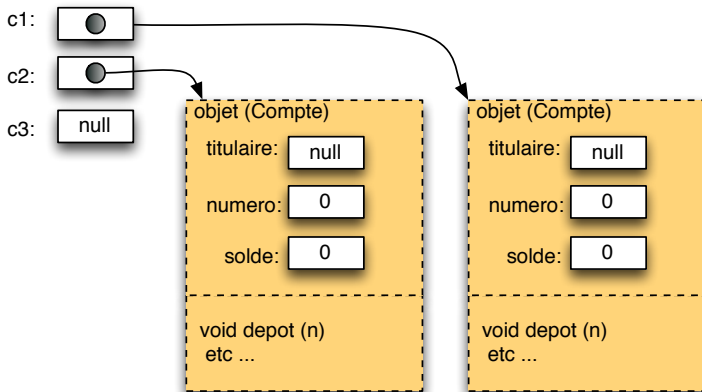 c1:
c2:
c3: null
objet (Compte)
titulaire: null
numero: 0
solde: 0
void depot (n)
etc ...
objet (Compte)
titulaire: null
numero: 0
solde: 0
void depot (n)
etc ...